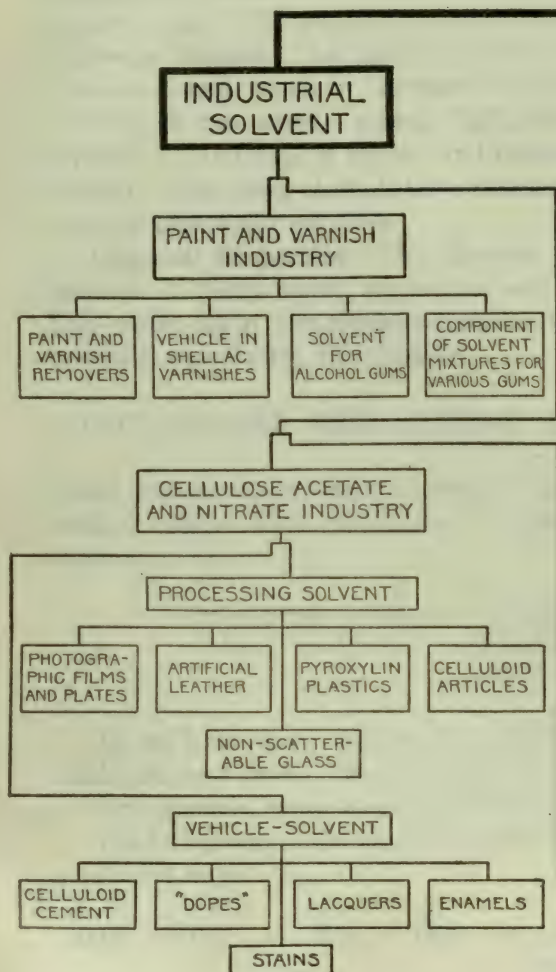 INDUSTRIAL
SOLVENT
PAINT AND VARNISH
INDUSTRY
PAINT AND
VARNISH
REMOVERS
VEHICLE IN
SHELLAC
VARNISHES
SOLVENT
FOR
ALCOHOL GUMS
COMPONENT
OF SOLVENT
MIXTURES FOR
VARIOUS GUMS
CELLULOSE ACETATE
AND NITRATE INDUSTRY
PROCESSING SOLVENT
PHOTOGRA-
PHIC FILMS
AND PLATES
ARTIFICIAL
LEATHER
PYROXYLIN
PLASTICS
CELLULOID
ARTICLES
NON-SCATTER-
ABLE GLASS
VEHICLE-SOLVENT
CELLULOID
CEMENT
"DOPES"
LACQUERS
ENAMELS
STAINS